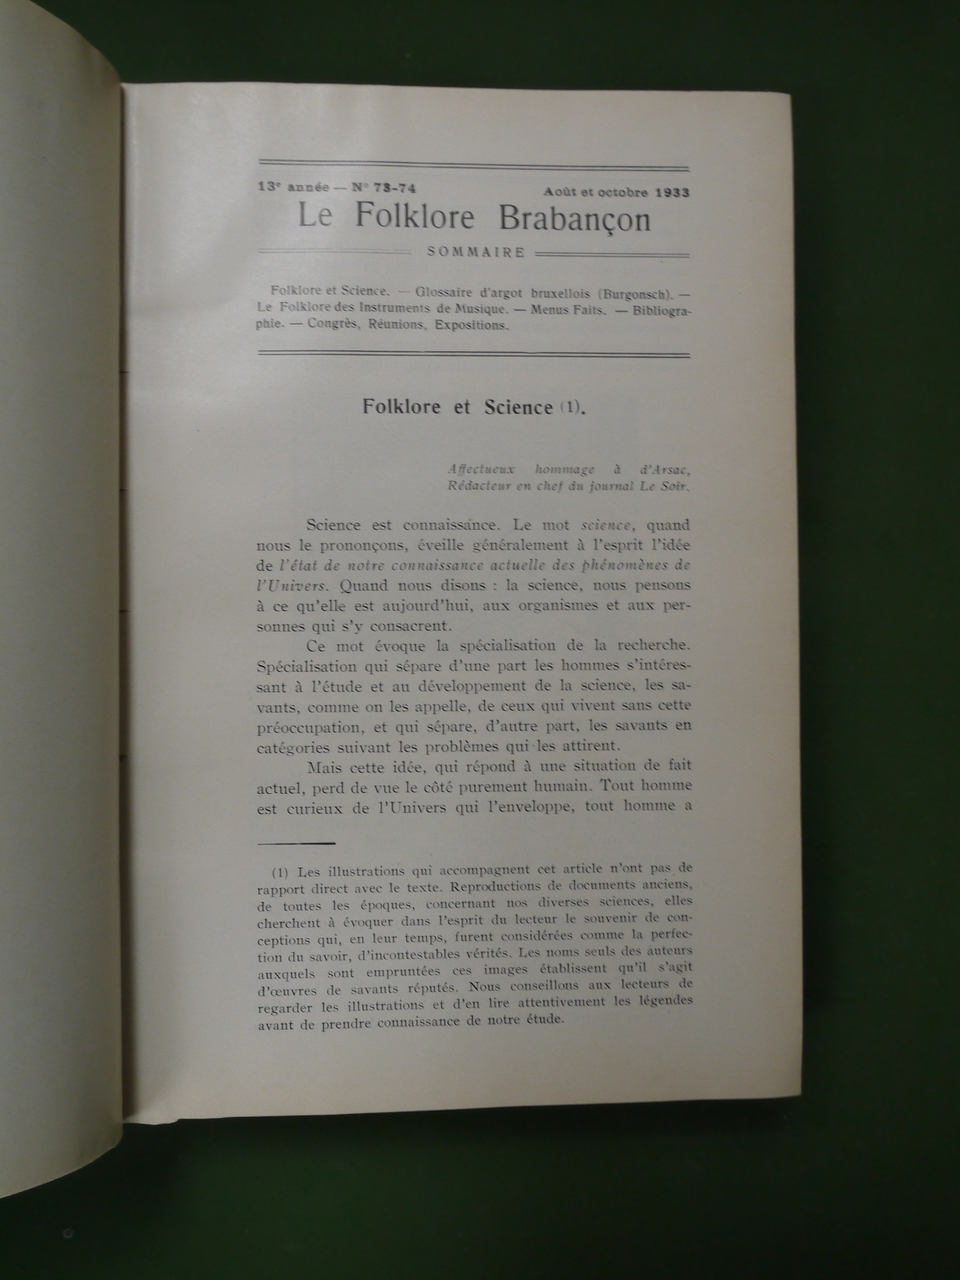 13e année — N° 73-74 Août et octobre 1933
Le Folklore Brabançon
SOMMAIRE
Folklore et Science. — Glossaire d'argot bruxellois (Burgonsch). —
Le Folklore des Instruments de Musique. — Menus Faits. — Bibliogra-
phie. — Congrès, Réunions, Expositions.
Folklore et Science (1).
Affectueux hommage à d'Arsac,
Rédacteur en chef du journal Le Soir.
Science est connaissance. Le mot science, quand
nous le prononçons, éveille généralement à l'esprit l'idée
de l'état de notre connaissance actuelle des phénomènes de
l'Univers. Quand nous disons : la science, nous pensons
à ce qu'elle est aujourd'hui, aux organismes et aux per-
sonnes qui s'y consacrent.
Ce mot évoque la spécialisation de la recherche.
Spécialisation qui sépare d'une part les hommes s'intéres-
sant à l'étude et au développement de la science, les sa-
vants, comme on les appelle, de ceux qui vivent sans cette
préoccupation, et qui sépare, d'autre part, les savants en
catégories suivant les problèmes qui les attirent.
Mais cette idée, qui répond à une situation de fait
actuel, perd de vue le côté purement humain. Tout homme
est curieux de l'Univers qui l'enveloppe, tout homme a
(1) Les illustrations qui accompagnent cet article n'ont pas de
rapport direct avec le texte. Reproductions de documents anciens,
de toutes les époques, concernant nos diverses sciences, elles
cherchent à évoquer dans l'esprit du lecteur le souvenir de con-
ceptions qui, en leur temps, furent considérées comme la perfec-
tion du savoir, d'incontestables vérités. Les noms seuls des auteurs
auxquels sont empruntées ces images établissent qu'il s'agit
d'œuvres de savants réputés. Nous conseillons aux lecteurs de
regarder les illustrations et d'en lire attentivement les légendes
avant de prendre connaissance de notre étude.